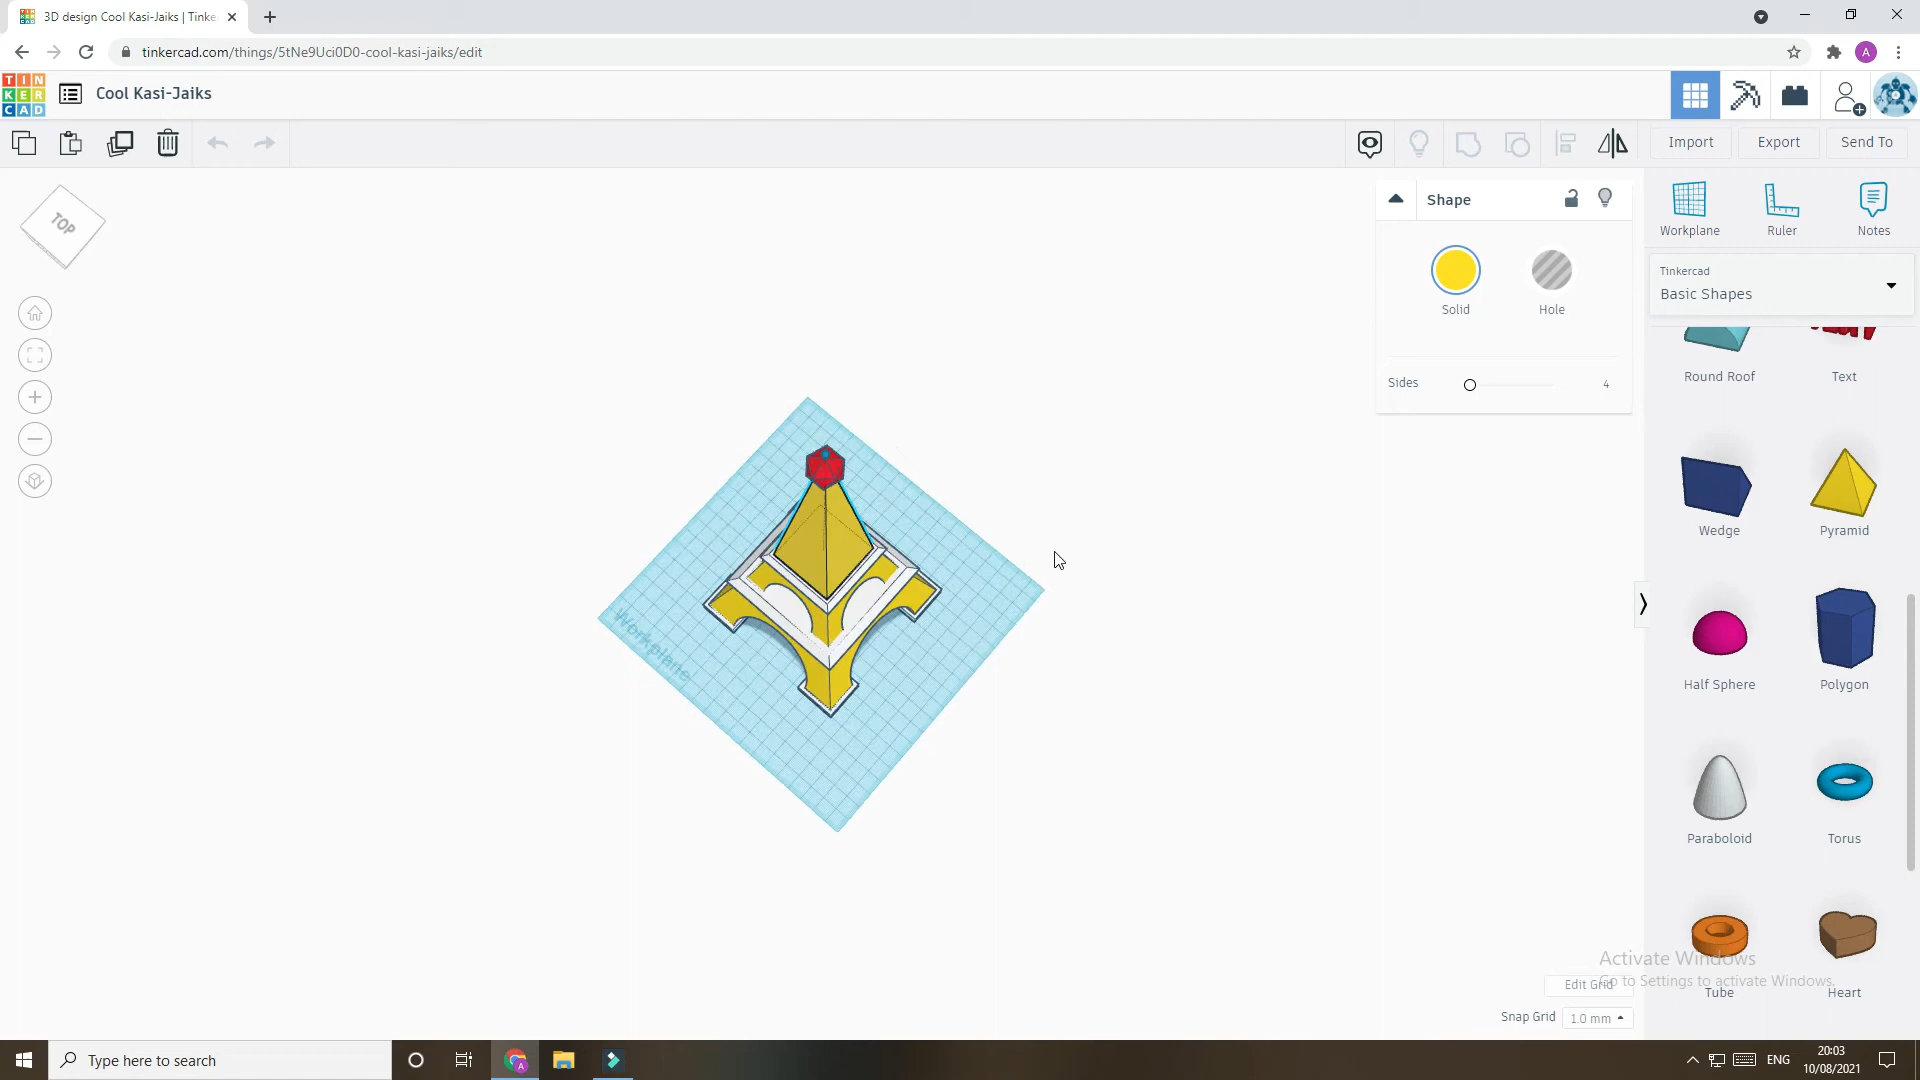 3D design Cool Kasi-Jaiks | Tinke
tinkercad.com/things/5tNe9Uci0D0-cool-kasi-jaiks/edit
A
TIN
KER
CAD
Cool Kasi-Jaiks
Import
Export
Send To
TOP
Shape
Solid
Hole
Sides
4
Workplane
Ruler
Notes
Tinkercad
Basic Shapes
Round Roof
Text
Wedge
Pyramid
Half Sphere
Polygon
Paraboloid
Torus
Tube
Heart
Workplane
Activate Windows
Go to Settings to activate Windows.
Edit Grid
Snap Grid
1.0 mm
Type here to search
A
ENG
20:03
10/08/2021